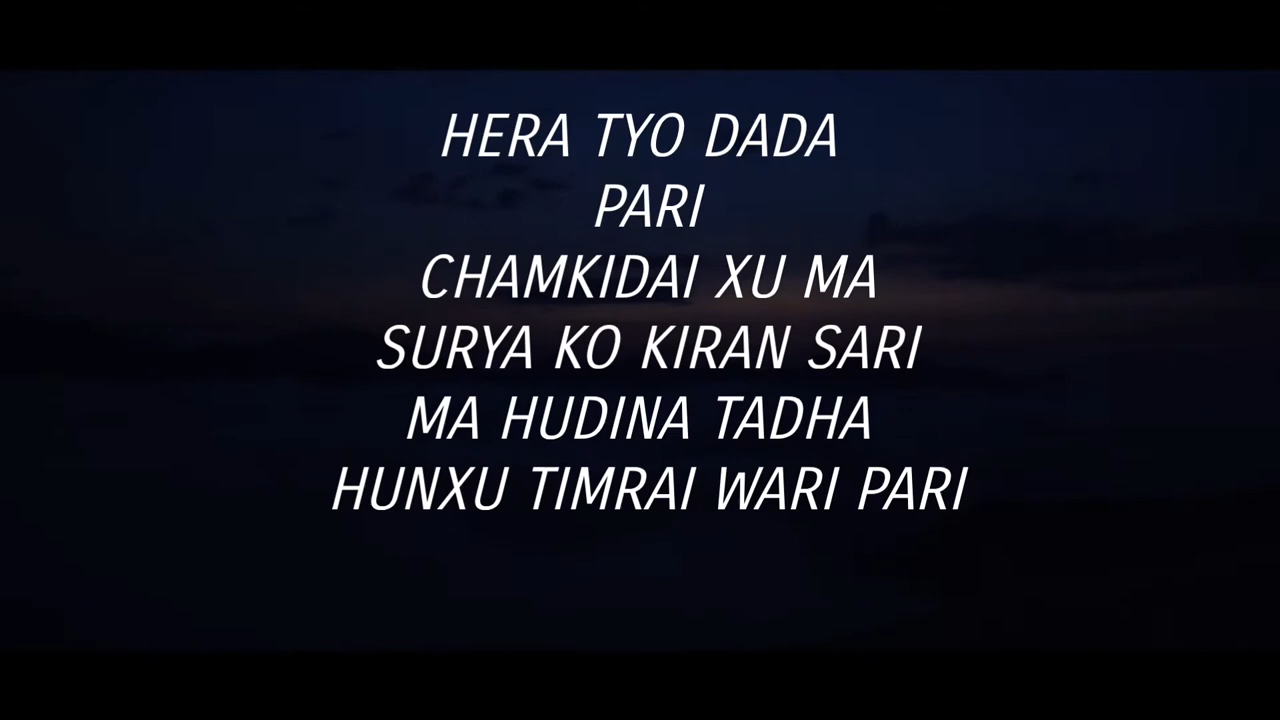 HERA TYO DADA
PARI
CHAMKIDAI XU MA
SURYA KO KIRAN SARI
MA HUDINA TADHA
HUNXU TIMRAI WARI PARI